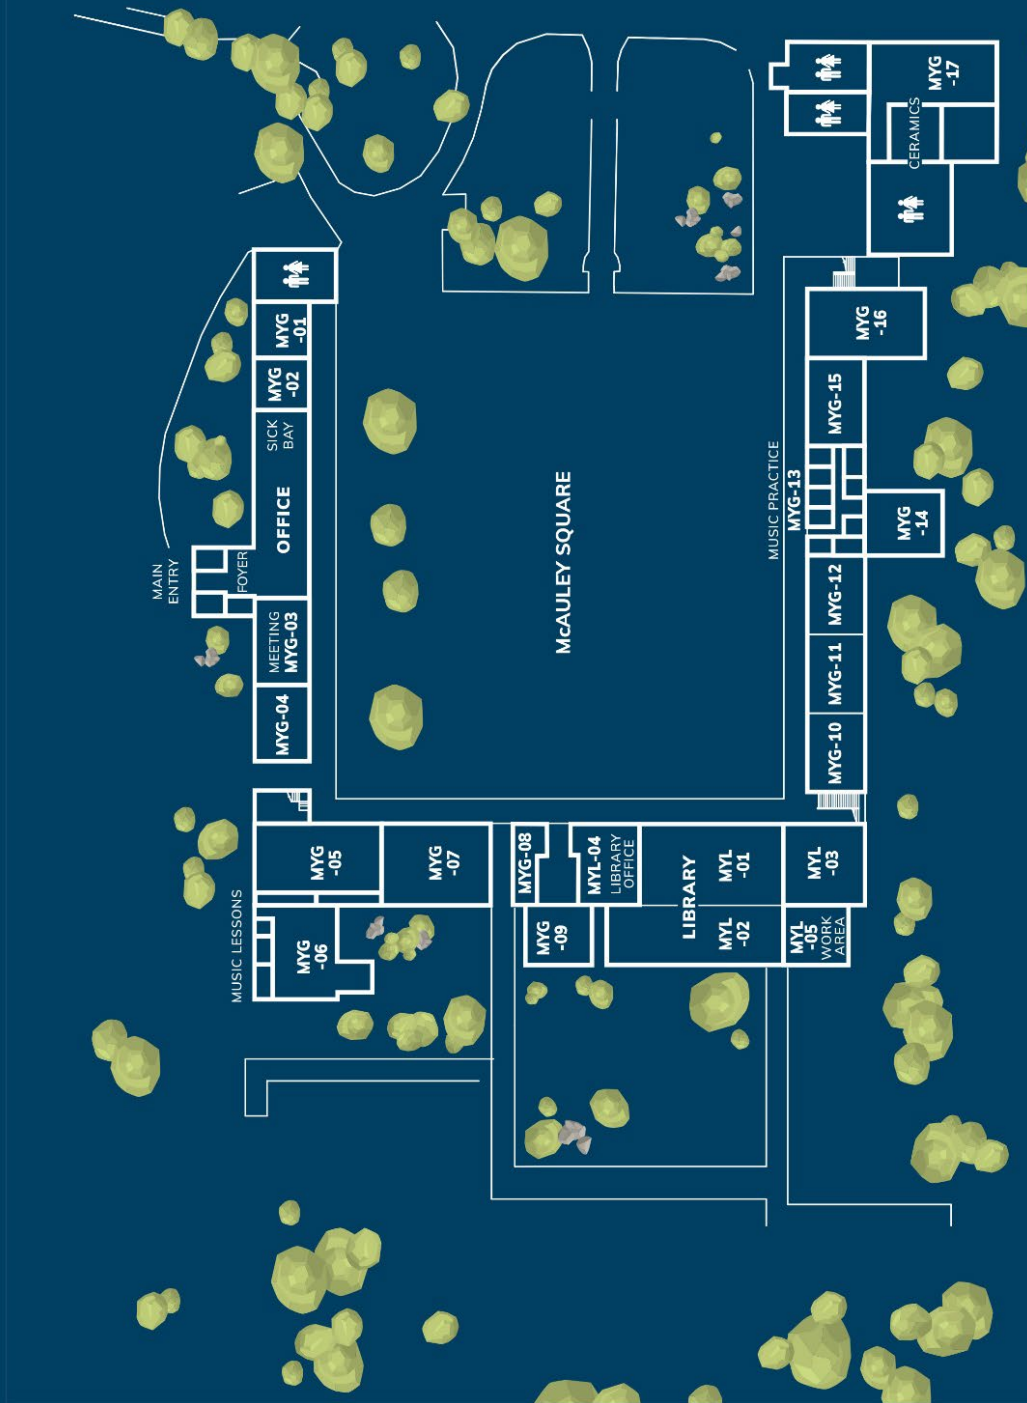 MYG
-17
CERAMICS
MYG
-01
MYG
-02
SICK
BAY
OFFICE
MAIN
ENTRY
FOYER
MEETING
MYG-03
MYG-04
McAULEY SQUARE
MYG
-16
MYG-15
MUSIC PRACTICE
MYG-13
MYG
-14
MYG-12
MYG-11
MYG-10
MUSIC LESSONS
MYG
-05
MYG
-06
MYG
-07
MYG-08
MYG
-09
MYL-04
LIBRARY
OFFICE
LIBRARY
MYL
-01
MYL
-02
MYL
-03
MYL
-05
WORK
AREA